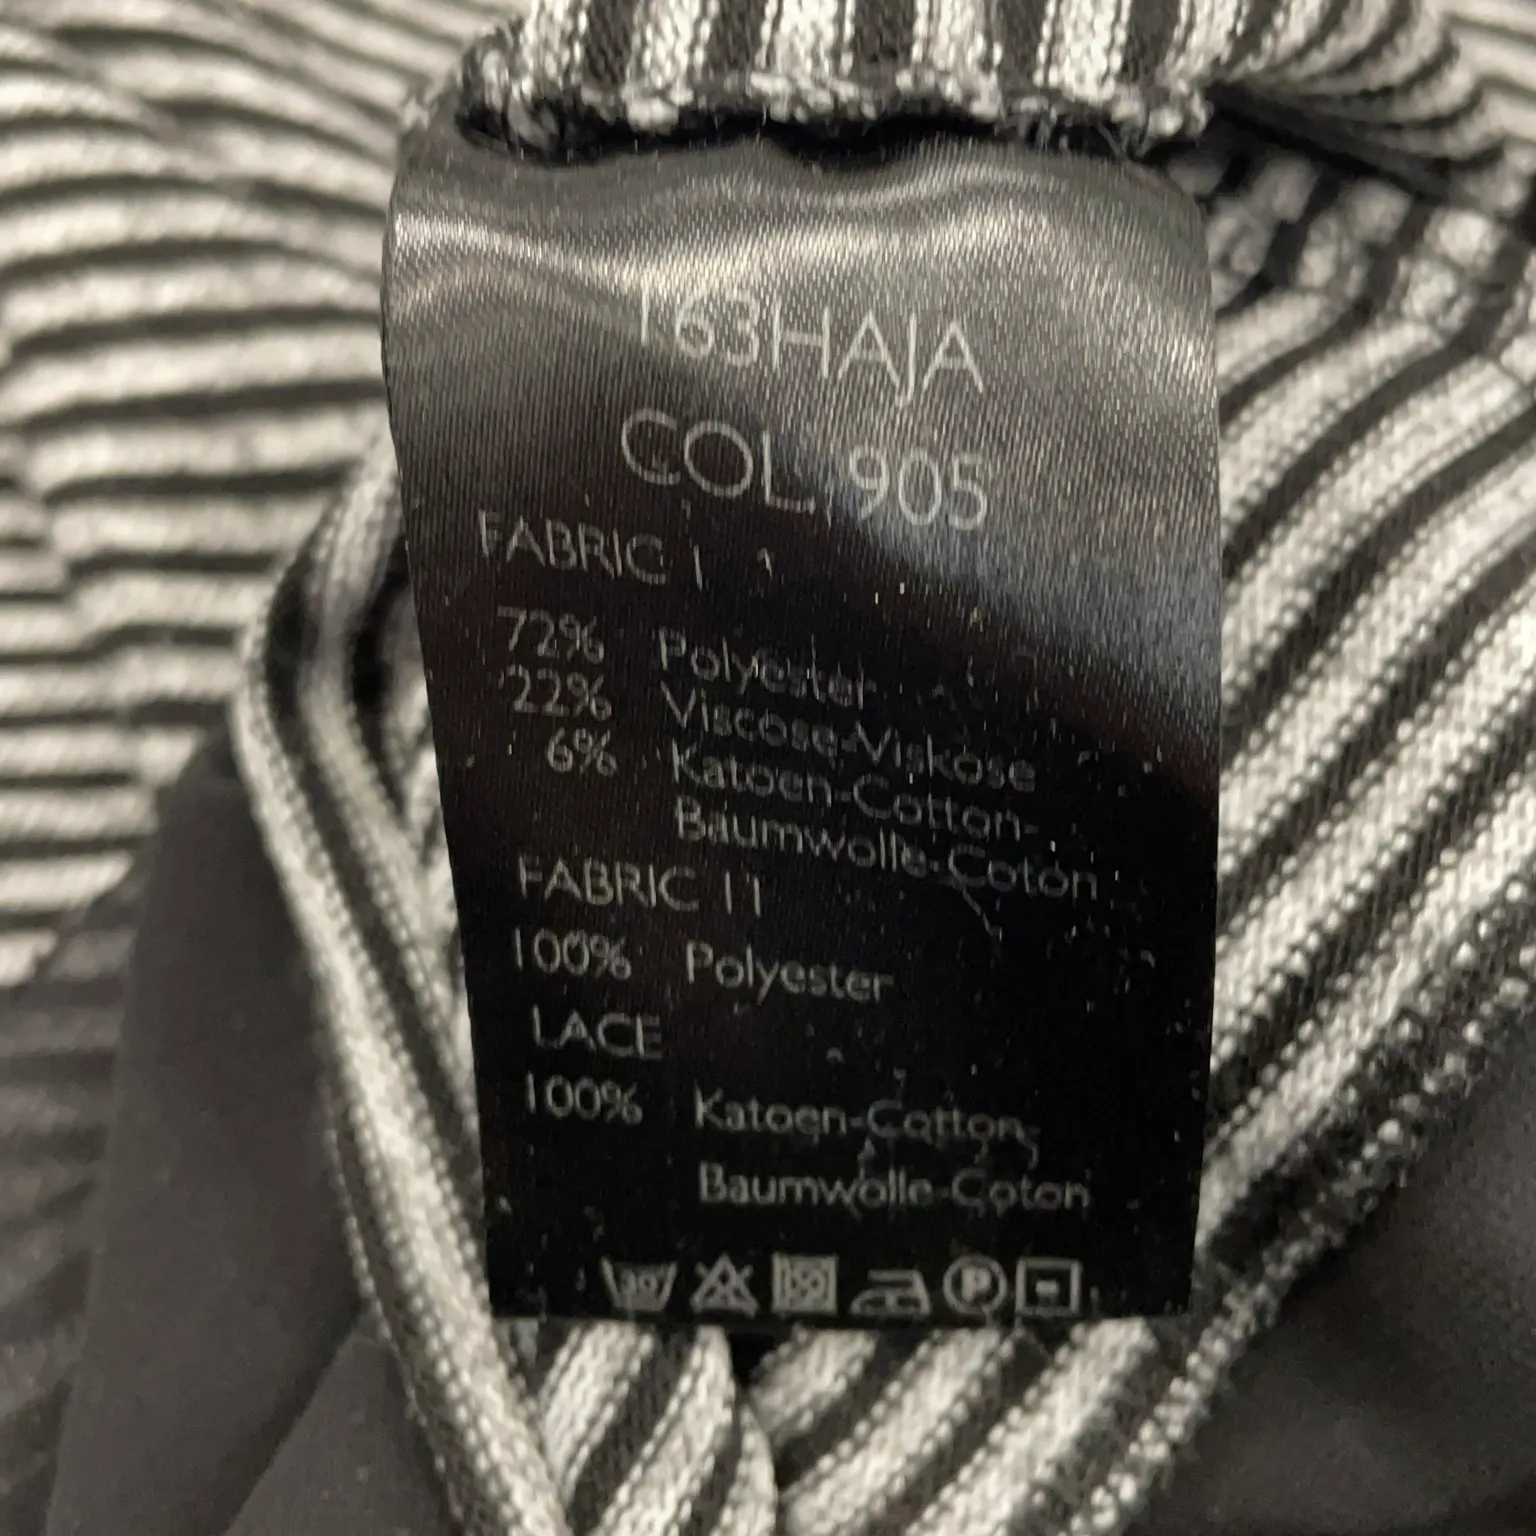 163HAJA
COL. 905
FABRIC I
72% Polyester
22% Viscose-Viskose
6% Katoen-Cotton-
Baumwolle-Coton
FABRIC II
100% Polyester
LACE
100% Katoen-Cotton-
Baumwolle-Coton
30 P